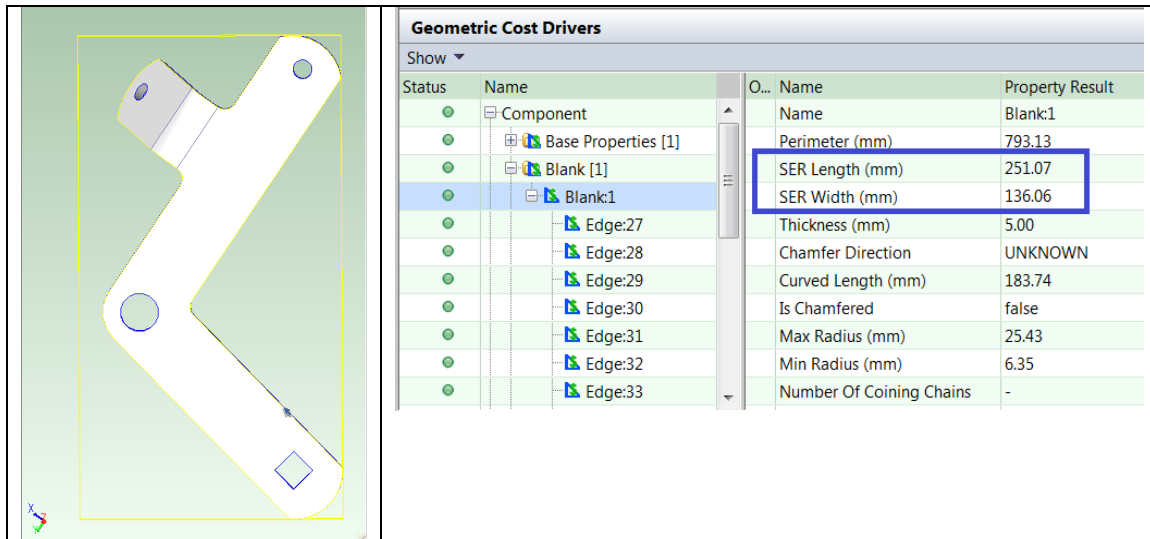 Geometric Cost Drivers
Show
Status Name O... Name Property Result
Component Name Blank:1
Base Properties [1] Perimeter (mm) 793.13
Blank [1] SER Length (mm) 251.07
Blank:1 SER Width (mm) 136.06
Edge:27 Thickness (mm) 5.00
Edge:28 Chamfer Direction UNKNOWN
Edge:29 Curved Length (mm) 183.74
Edge:30 Is Chamfered false
Edge:31 Max Radius (mm) 25.43
Edge:32 Min Radius (mm) 6.35
Edge:33 Number Of Coining Chains -
X
Z
Y